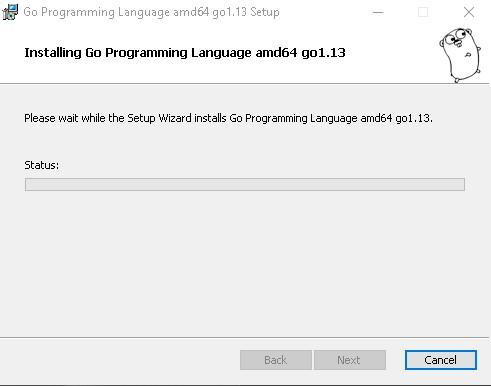 Go Programming Language amd64 go1.13 Setup
Installing Go Programming Language amd64 go1.13
Please wait while the Setup Wizard installs Go Programming Language amd64 go1.13.
Status:
Back Next Cancel